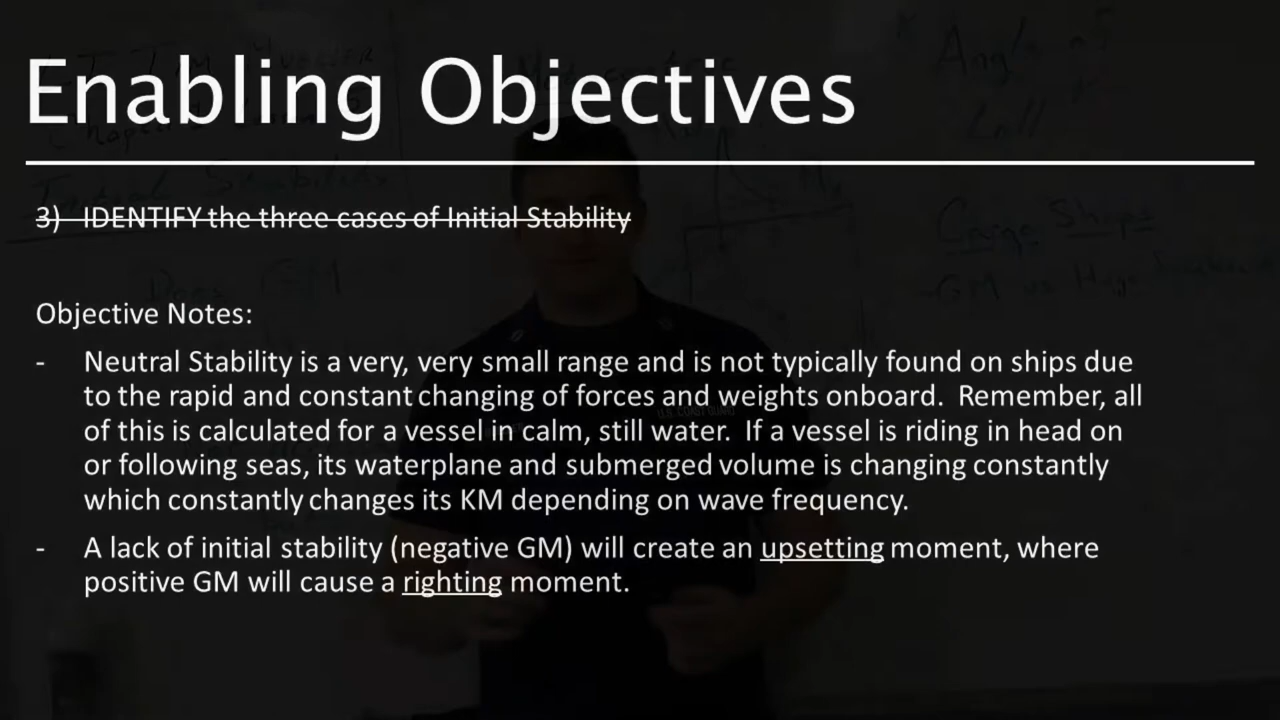 Enabling Objectives
3) IDENTIFY the three cases of Initial Stability
Objective Notes:
- Neutral Stability is a very, very small range and is not typically found on ships due
to the rapid and constant changing of forces and weights onboard. Remember, all
of this is calculated for a vessel in calm, still water. If a vessel is riding in head on
or following seas, its waterplane and submerged volume is changing constantly
which constantly changes its KM depending on wave frequency.
- A lack of initial stability (negative GM) will create an upsetting moment, where
positive GM will cause a righting moment.